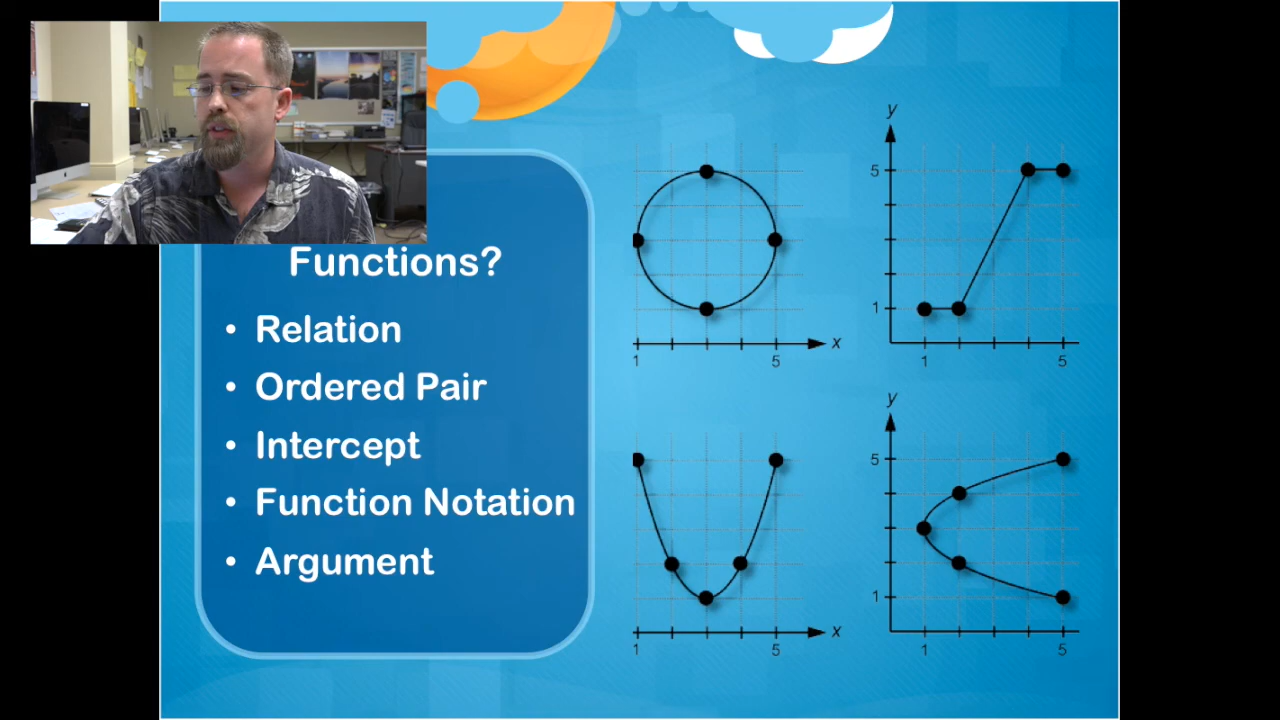 Functions?
• Relation
• Ordered Pair
• Intercept
• Function Notation
• Argument
x
1 5
y
5
1
1 5
x
1 5
y
5
1
1 5